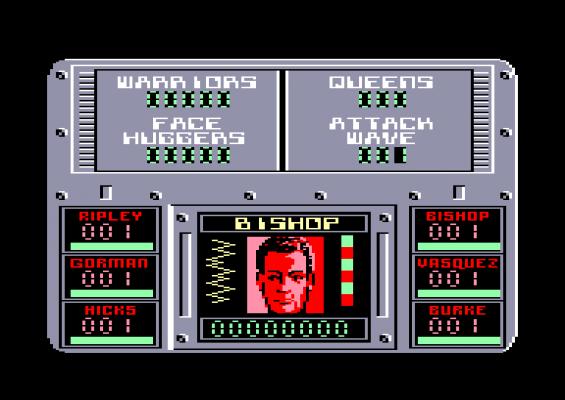 WARRIORS
QUEENS
FACE
HUGGERS
ATTACK
WAVE
RIPLEY
001
GORMAN
001
HICKS
001
BISHOP
00000000
BISHOP
001
VASQUEZ
001
BURKE
001